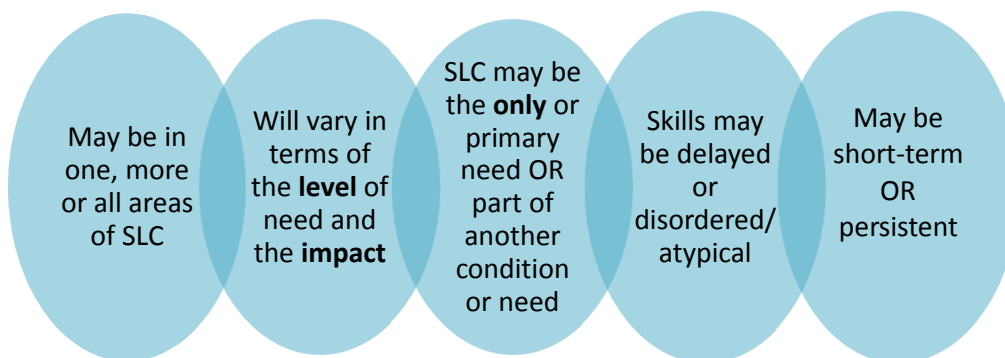 May be in
one, more
or all areas
of SLC
Will vary in
terms of
the level of
need and
the impact
SLC may be
the only or
primary
need OR
part of
another
condition
or need
Skills may
be delayed
or
disordered/
atypical
May be
short-term
OR
persistent